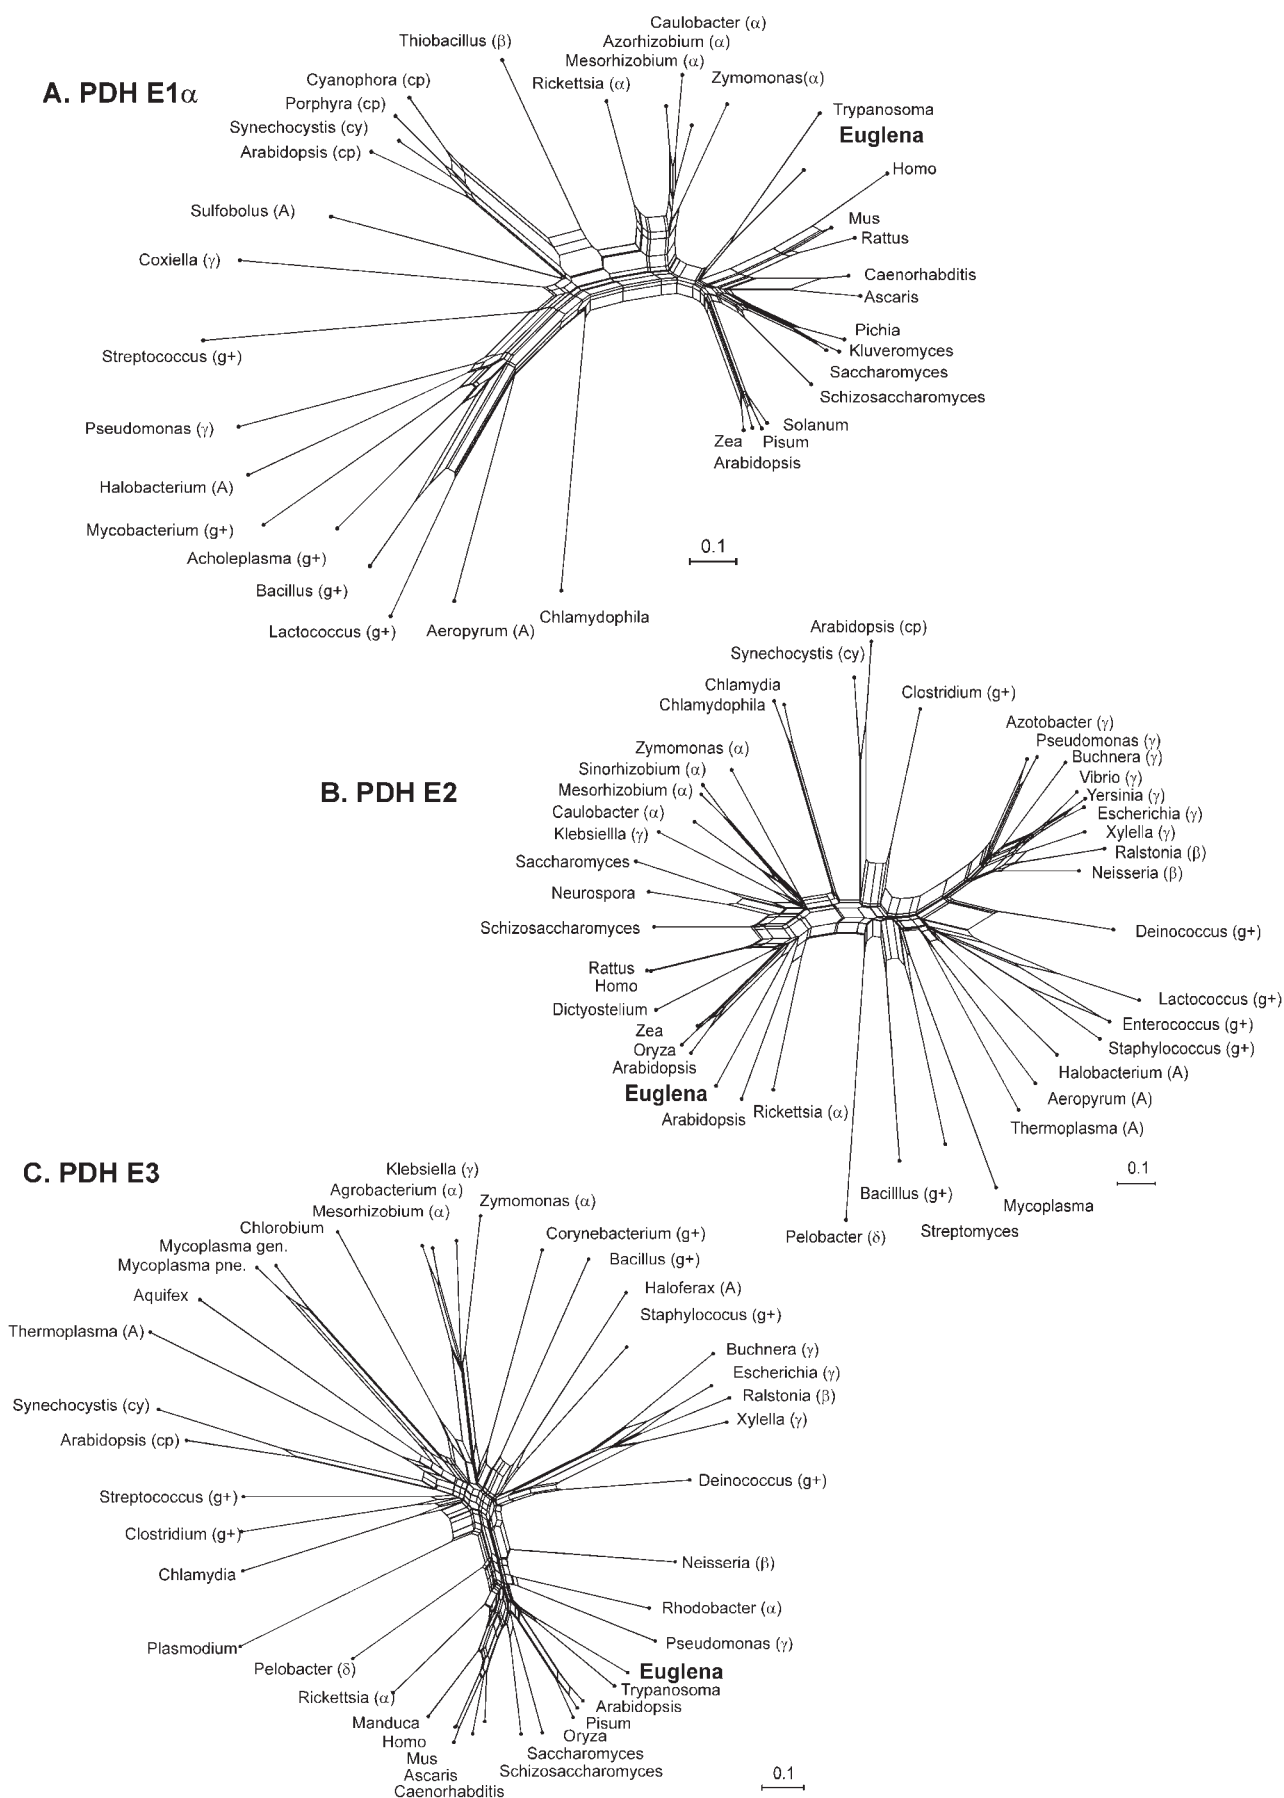 A. PDH E1α
Caulobacter (α)
Azorhizobium (α)
Thiobacillus (β)
Mesorhizobium (α)
Rickettsia (α)
Zymomonas(α)
Cyanophora (cp)
Porphyra (cp)
Synechocystis (cy)
Arabidopsis (cp)
Trypanosoma
Euglena
Homo
Sulfobolus (A)
Mus
Rattus
Coxiella (γ)
Caenorhabditis
Ascaris
Pichia
Kluveromyces
Saccharomyces
Schizosaccharomyces
Streptococcus (g+)
Solanum
Zea
Pisum
Arabidopsis
Pseudomonas (γ)
Halobacterium (A)
Mycobacterium (g+)
Acholeplasma (g+)
Bacillus (g+)
Lactococcus (g+)
Aeropyrum (A)
Chlamydophila
0.1
B. PDH E2
Arabidopsis (cp)
Synechocystis (cy)
Chlamydia
Chlamydophila
Clostridium (g+)
Azotobacter (γ)
Pseudomonas (γ)
Buchnera (γ)
Vibrio (γ)
Yersinia (γ)
Escherichia (γ)
Xylella (γ)
Ralstonia (β)
Neisseria (β)
Zymomonas (α)
Sinorhizobium (α)
Mesorhizobium (α)
Caulobacter (α)
Klebsiellla (γ)
Saccharomyces
Neurospora
Schizosaccharomyces
Deinococcus (g+)
Rattus
Homo
Dictyostelium
Zea
Oryza
Arabidopsis
Euglena
Arabidopsis
Rickettsia (α)
Lactococcus (g+)
Enterococcus (g+)
Staphylococcus (g+)
Halobacterium (A)
Aeropyrum (A)
Thermoplasma (A)
0.1
Bacilllus (g+)
Mycoplasma
Streptomyces
Pelobacter (δ)
C. PDH E3
Klebsiella (γ)
Agrobacterium (α)
Mesorhizobium (α)
Zymomonas (α)
Chlorobium
Mycoplasma gen.
Mycoplasma pne.
Aquifex
Thermoplasma (A)
Corynebacterium (g+)
Bacillus (g+)
Haloferax (A)
Staphylococus (g+)
Buchnera (γ)
Escherichia (γ)
Ralstonia (β)
Xylella (γ)
Synechocystis (cy)
Arabidopsis (cp)
Deinococcus (g+)
Streptococcus (g+)
Clostridium (g+)
Chlamydia
Neisseria (β)
Rhodobacter (α)
Pseudomonas (γ)
Plasmodium
Pelobacter (δ)
Euglena
Trypanosoma
Rickettsia (α)
Arabidopsis
Manduca
Pisum
Homo
Oryza
Mus
Saccharomyces
Ascaris
Schizosaccharomyces
Caenorhabditis
0.1